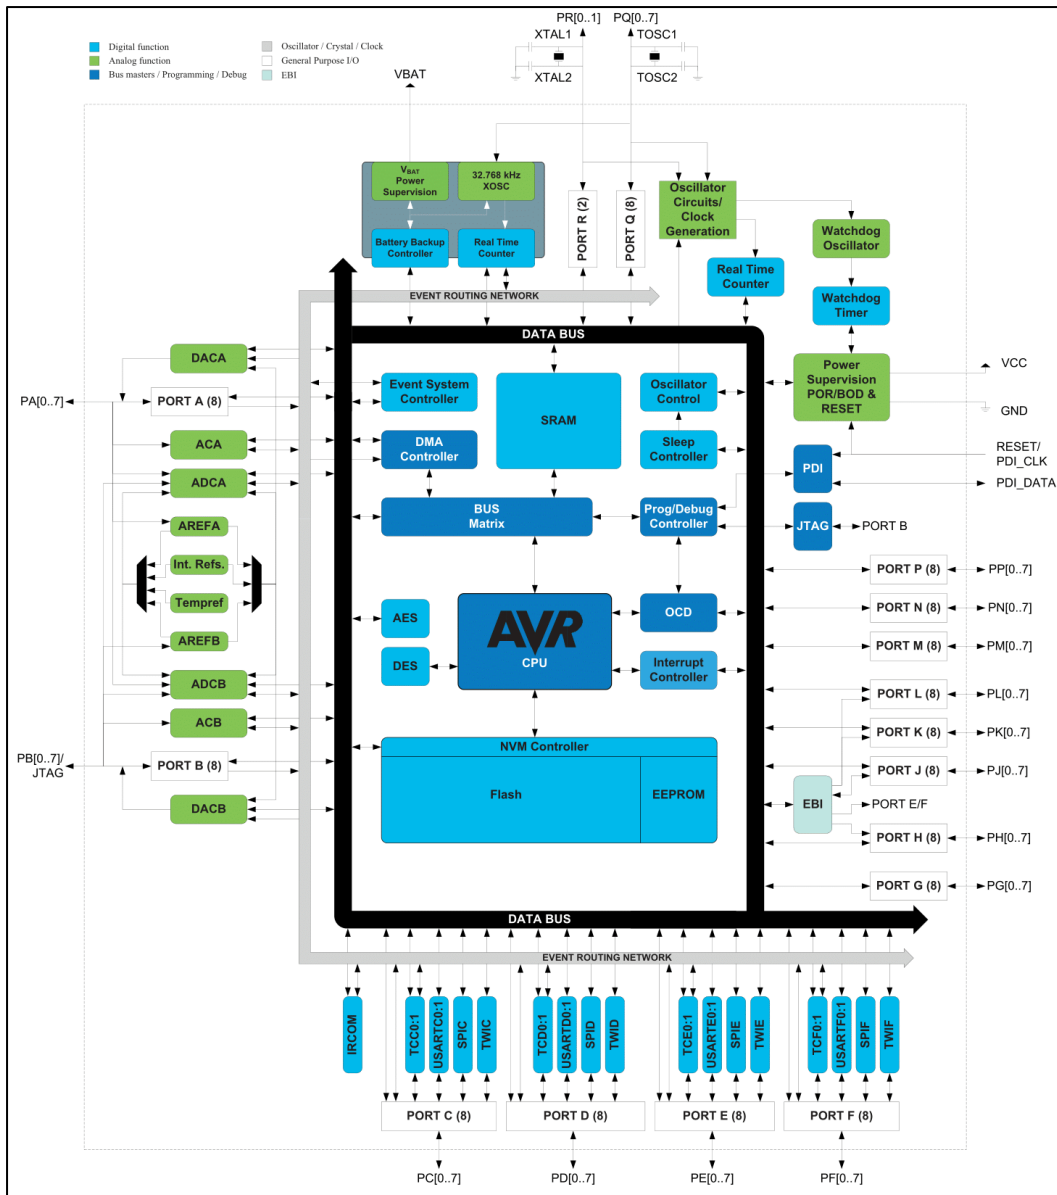 PR[0..1]
PQ[0..7]
XTAL1
TOSC1
XTAL2
TOSC2
Digital function
Analog function
Bus masters / Programming / Debug
Oscillator / Crystal / Clock
General Purpose I/O
EBI
VBAT
VBAT
Power
Supervision
32.768 kHz
XOSC
Battery Backup
Controller
Real Time
Counter
PORT R (2)
PORT Q (8)
Oscillator
Circuits/
Clock
Generation
Watchdog
Oscillator
Real Time
Counter
Watchdog
Timer
EVENT ROUTING NETWORK
DATA BUS
DACA
PA[0..7]
PORT A (8)
ACA
ADCA
AREFA
Int. Refs.
Tempref
AREFB
ADCB
ACB
PB[0..7]/
JTAG
PORT B (8)
DACB
Event System
Controller
SRAM
Oscillator
Control
DMA
Controller
Sleep
Controller
BUS
Matrix
Prog/Debug
Controller
AES
DES
AVR
CPU
OCD
Interrupt
Controller
NVM Controller
Flash
EEPROM
Power
Supervision
POR/BOD &
RESET
VCC
GND
RESET/
PDI_CLK
PDI
PDI_DATA
JTAG
PORT B
PORT P (8)
PP[0..7]
PORT N (8)
PN[0..7]
PORT M (8)
PM[0..7]
PORT L (8)
PL[0..7]
PORT K (8)
PK[0..7]
PORT J (8)
PJ[0..7]
EBI
PORT E/F
PORT H (8)
PH[0..7]
PORT G (8)
PG[0..7]
DATA BUS
EVENT ROUTING NETWORK
IRCOM
TCC0:1
USARTC0:1
SPIC
TWIC
TCD0:1
USARTD0:1
SPID
TWID
TCE0:1
USARTE0:1
SPIE
TWIE
TCF0:1
USARTF0:1
SPIF
TWIF
PORT C (8)
PORT D (8)
PORT E (8)
PORT F (8)
PC[0..7]
PD[0..7]
PE[0..7]
PF[0..7]